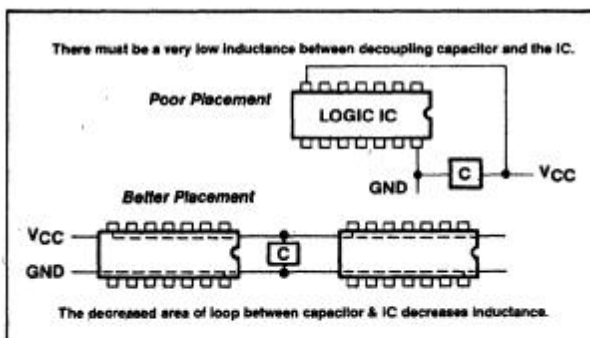 There must be a very low inductance between decoupling capacitor and the IC.
Poor Placement
LOGIC IC
C
GND
VCC
Better Placement
VCC
C
GND
The decreased area of loop between capacitor & IC decreases inductance.